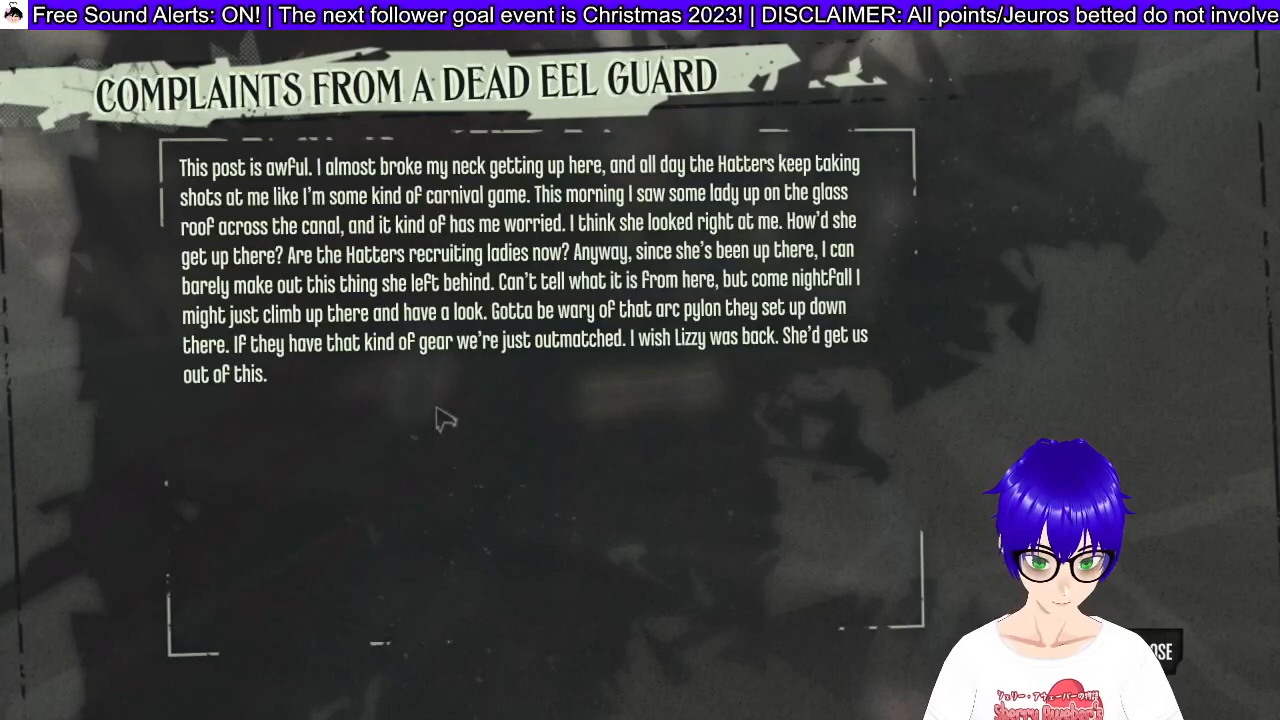 Free Sound Alerts: ON! | The next follower goal event is Christmas 2023! | DISCLAIMER: All points/Jeuros betted do not involve
COMPLAINTS FROM A DEAD EEL GUARD
This post is awful. I almost broke my neck getting up here, and all day the Hatters keep taking
shots at me like I'm some kind of carnival game. This morning I saw some lady up on the glass
roof across the canal, and it kind of has me worried. I think she looked right at me. How'd she
get up there? Are the Hatters recruiting ladies now? Anyway, since she's been up there, I can
barely make out this thing she left behind. Can't tell what it is from here, but come nightfall I
might just climb up there and have a look. Gotta be wary of that arc pylon they set up down
there. If they have that kind of gear we're just outmatched. I wish Lizzy was back. She'd get us
out of this.
OSE